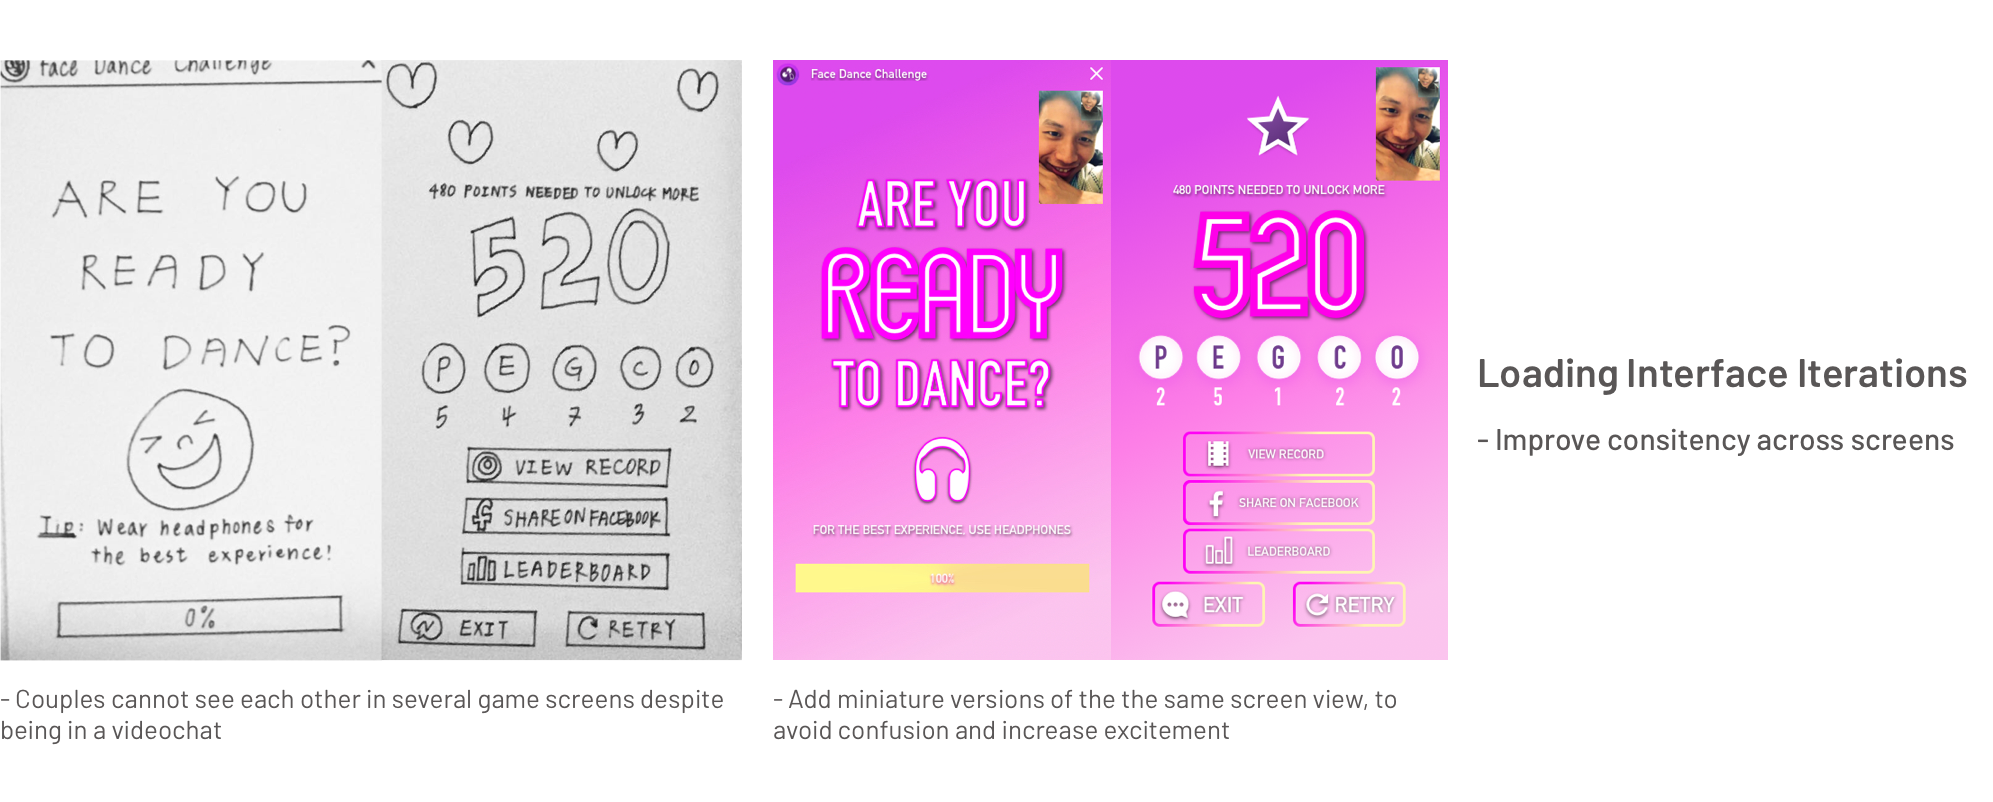 Face Dance Challenge
ARE YOU
READY
TO DANCE?
Tip: Wear headphones for
the best experience!
0%
480 POINTS NEEDED TO UNLOCK MORE
520
P E G C O
5 4 7 3 2
VIEW RECORD
SHARE ON FACEBOOK
LEADERBOARD
EXIT RETRY
- Couples cannot see each other in several game screens despite
being in a videochat
Face Dance Challenge
ARE YOU
READY
TO DANCE?
FOR THE BEST EXPERIENCE, USE HEADPHONES
100%
480 POINTS NEEDED TO UNLOCK MORE
520
P E G C O
2 5 1 2 2
VIEW RECORD
f SHARE ON FACEBOOK
LEADERBOARD
EXIT RETRY
- Add miniature versions of the the same screen view, to
avoid confusion and increase excitement
Loading Interface Iterations
- Improve consitency across screens